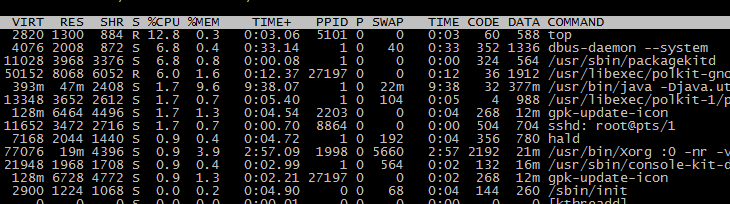 VIRT RES SHR S %CPU %MEM TIME+ PPID P SWAP TIME CODE DATA COMMAND
2820 1300 884 R 12.8 0.3 0:03.06 5101 0 0 0:03 60 588 top
4076 2008 872 S 6.8 0.4 0:33.14 1 0 40 0:33 352 1336 dbus-daemon --system
11028 3968 3376 S 6.8 0.8 0:00.08 1 0 0 0:00 324 564 /usr/sbin/packagekitd
50152 8068 6052 R 6.0 1.6 0:12.37 27197 0 0 0:12 36 1912 /usr/libexec/polkit-gno
393m 47m 2408 S 1.7 9.6 9:38.07 1 0 22m 9:38 32 377m /usr/bin/java -Djava.ut
13348 3652 2612 S 1.7 0.7 0:05.40 1 0 104 0:05 4 988 /usr/libexec/polkit-1/p
128m 6464 4496 S 1.7 1.3 0:04.54 2203 0 0 0:04 268 12m gpk-update-icon
11652 3472 2716 S 1.7 0.7 0:00.70 8864 0 0 0:00 504 704 sshd: root@pts/1
7168 2044 1440 S 0.9 0.4 0:04.72 1 0 192 0:04 356 780 hald
77076 19m 4396 S 0.9 3.9 2:57.09 1998 0 5660 2:57 2192 21m /usr/bin/Xorg :0 -nr -v
21948 1968 1708 S 0.9 0.4 0:02.99 1 0 564 0:02 132 16m /usr/sbin/console-kit-d
128m 6728 4772 S 0.9 1.3 0:02.21 27197 0 0 0:02 268 12m gpk-update-icon
2900 1224 1068 S 0.0 0.2 0:04.90 0 0 68 0:04 144 260 /sbin/init